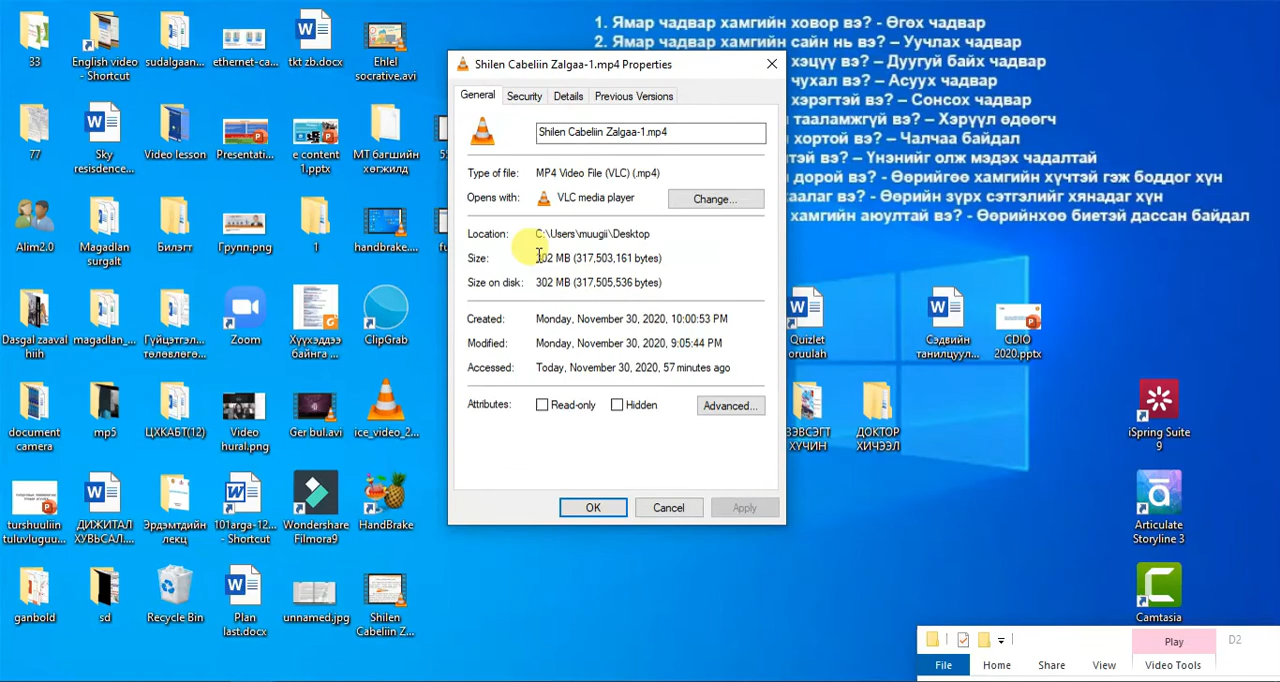 1. Ямар чадвар хамгийн ховор вэ? - Өгөх чадвар
2. Ямар чадвар хамгийн сайн нь вэ? – Уучлах чадвар
хэцүү вэ? – Дуугүй байх чадвар
чухал вэ? – Асуух чадвар
хэрэгтэй вэ? – Сонсох чадвар
тааламжгүй вэ? – Хэрүүл өдөөгч
хортой вэ? – Чалчаа байдал
тэй вэ? – Үнэнийг олж мэдэх чадалтай
дорой вэ? - Өөрийгөө хамгийн хүчтэй гэж боддог хүн
каалаг вэ? - Өөрийн зүрх сэтгэлийг хянадаг хүн
хамгийн аюултай вэ? - Өөрийнхөө биетэй дассан байдал
33
English video
- Shortcut
sudalgaan...
ethernet-ca...
tkt zb.docx
Ehlel
socrative.avi
77
Sky
resisdence...
Video lesson
Presentati...
e content
1.pptx
МТ багшийн
хөгжилд
Alim2.0
Magadlan
surgalt
Билэгт
Групп.png
1
handbrake....
Dasgal zaaval
hiih
magadlan_...
Гүйцэтгэл...
төлөвлөгө...
Zoom
Хүүхэддээ
байнга ...
ClipGrab
document
camera
mp5
ЦХКАБТ(12)
Video
hural.png
Ger bul.avi
ice_video_2...
turshuuliin
tuluvluguu...
ДИЖИТАЛ
ХУВЬСАЛ....
Эрдэмтдийн
лекц
101arga-12...
- Shortcut
Wondershare
Filmora9
HandBrake
ganbold
sd
Recycle Bin
Plan
last.docx
unnamed.jpg
Shilen
Cabeliin Z...
Shilen Cabeliin Zalgaa-1.mp4 Properties
General
Security
Details
Previous Versions
Shilen Cabeliin Zalgaa-1.mp4
Type of file:
MP4 Video File (VLC) (.mp4)
Opens with:
VLC media player
Change...
Location:
C:\Users\muugii\Desktop
Size:
302 MB (317,503,161 bytes)
Size on disk:
302 MB (317,505,536 bytes)
Created:
Monday, November 30, 2020, 10:00:53 PM
Modified:
Monday, November 30, 2020, 9:05:44 PM
Accessed:
Today, November 30, 2020, 57 minutes ago
Attributes:
Read-only
Hidden
Advanced...
OK
Cancel
Apply
Quizlet
oruulah
Сэдвийн
танилцуул...
CDIO
2020.pptx
ЗЭВСЭГТ
ХҮЧИН
ДОКТОР
ХИЧЭЭЛ
iSpring Suite
9
Articulate
Storyline 3
Camtasia
Play
D2
File
Home
Share
View
Video Tools